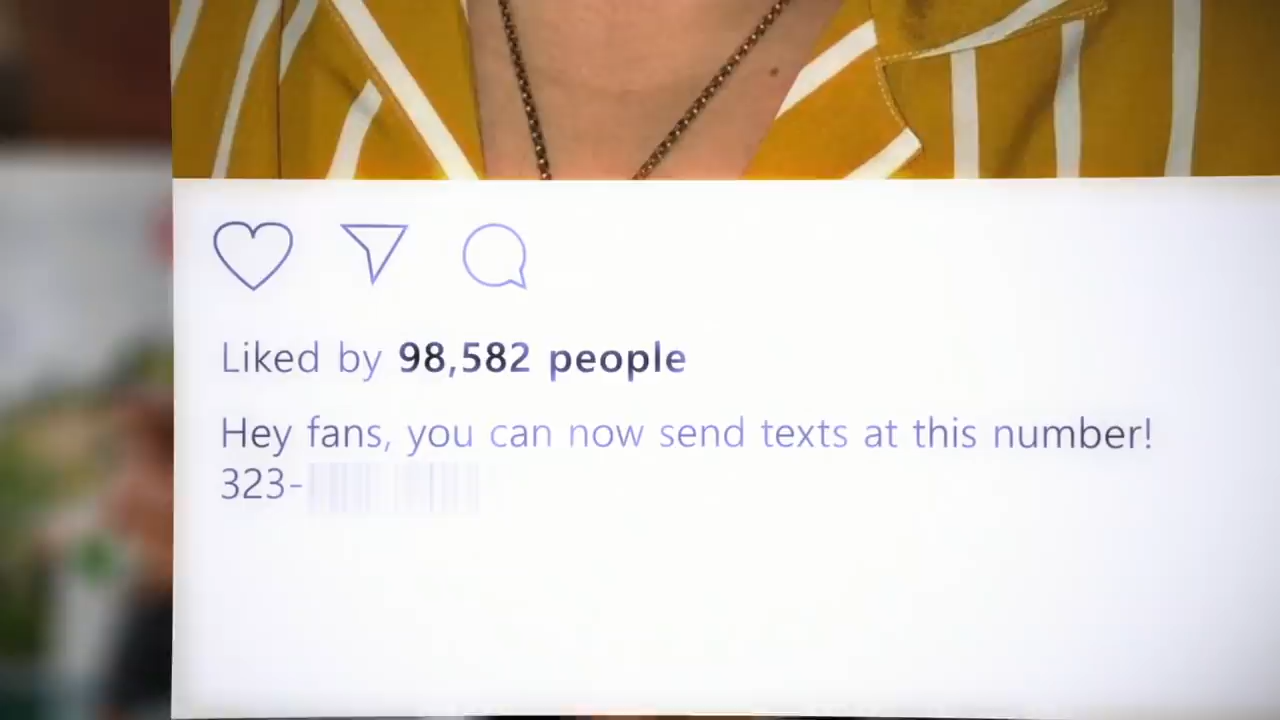 Liked by 98,582 people
Hey fans, you can now send texts at this number!
323-